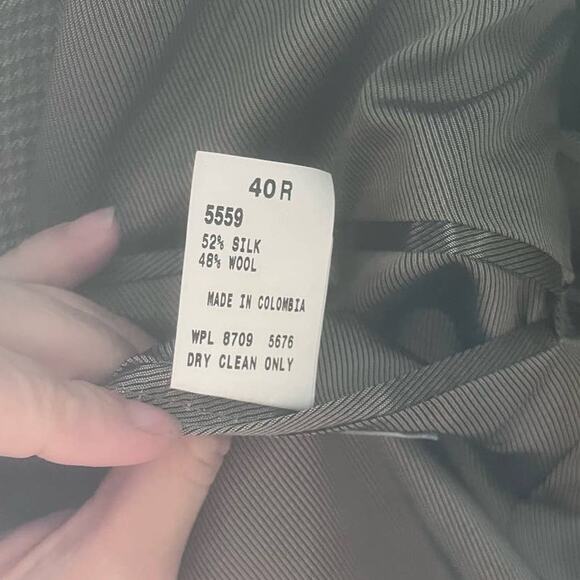 40R
5559
52% SILK
48% WOOL
MADE IN COLOMBIA
WPL 8709 5676
DRY CLEAN ONLY